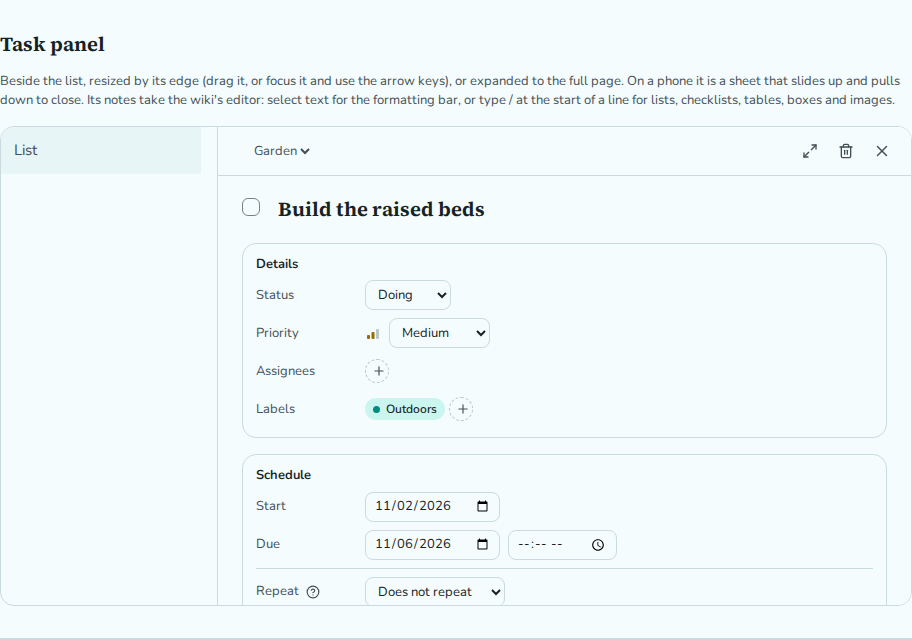 Task panel
Beside the list, resized by its edge (drag it, or focus it and use the arrow keys), or expanded to the full page. On a phone it is a sheet that slides up and pulls
down to close. Its notes take the wiki's editor: select text for the formatting bar, or type / at the start of a line for lists, checklists, tables, boxes and images.
List
Garden
Build the raised beds
Details
Status Doing
Priority Medium
Assignees
Labels Outdoors
Schedule
Start 11/02/2026
Due 11/06/2026 --:-- --
Repeat Does not repeat